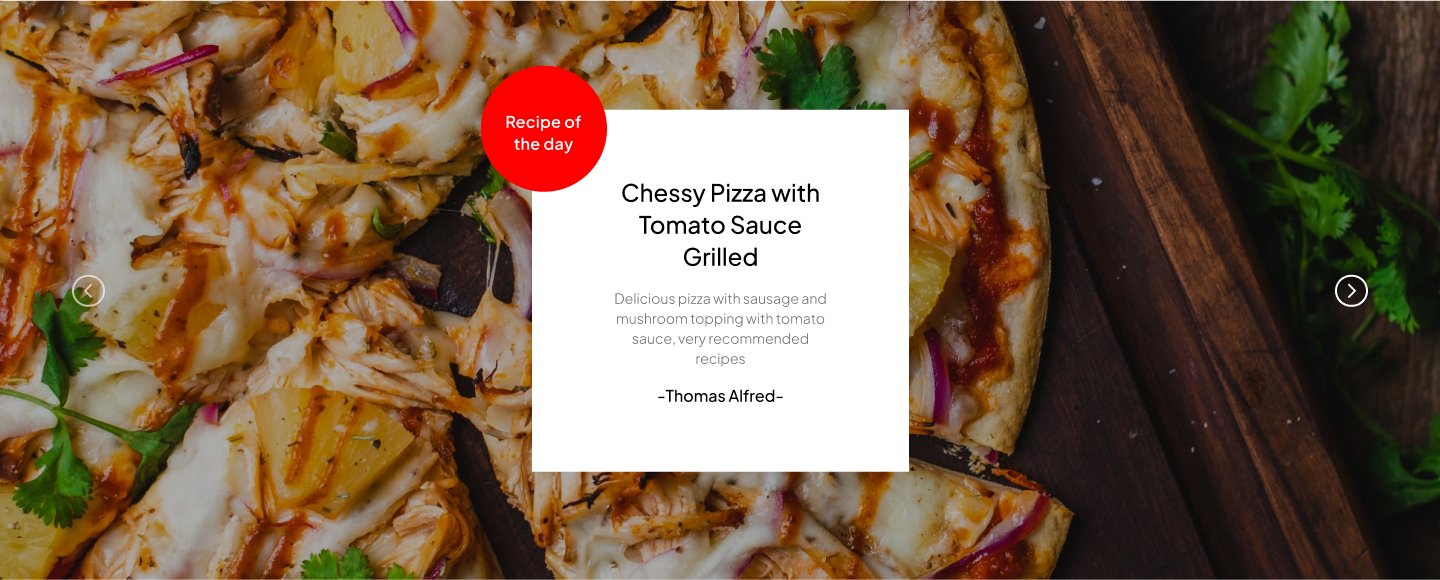 Recipe of
the day
Chessy Pizza with
Tomato Sauce
Grilled
Delicious pizza with sausage and
mushroom topping with tomato
sauce, very recommended
recipes
-Thomas Alfred-